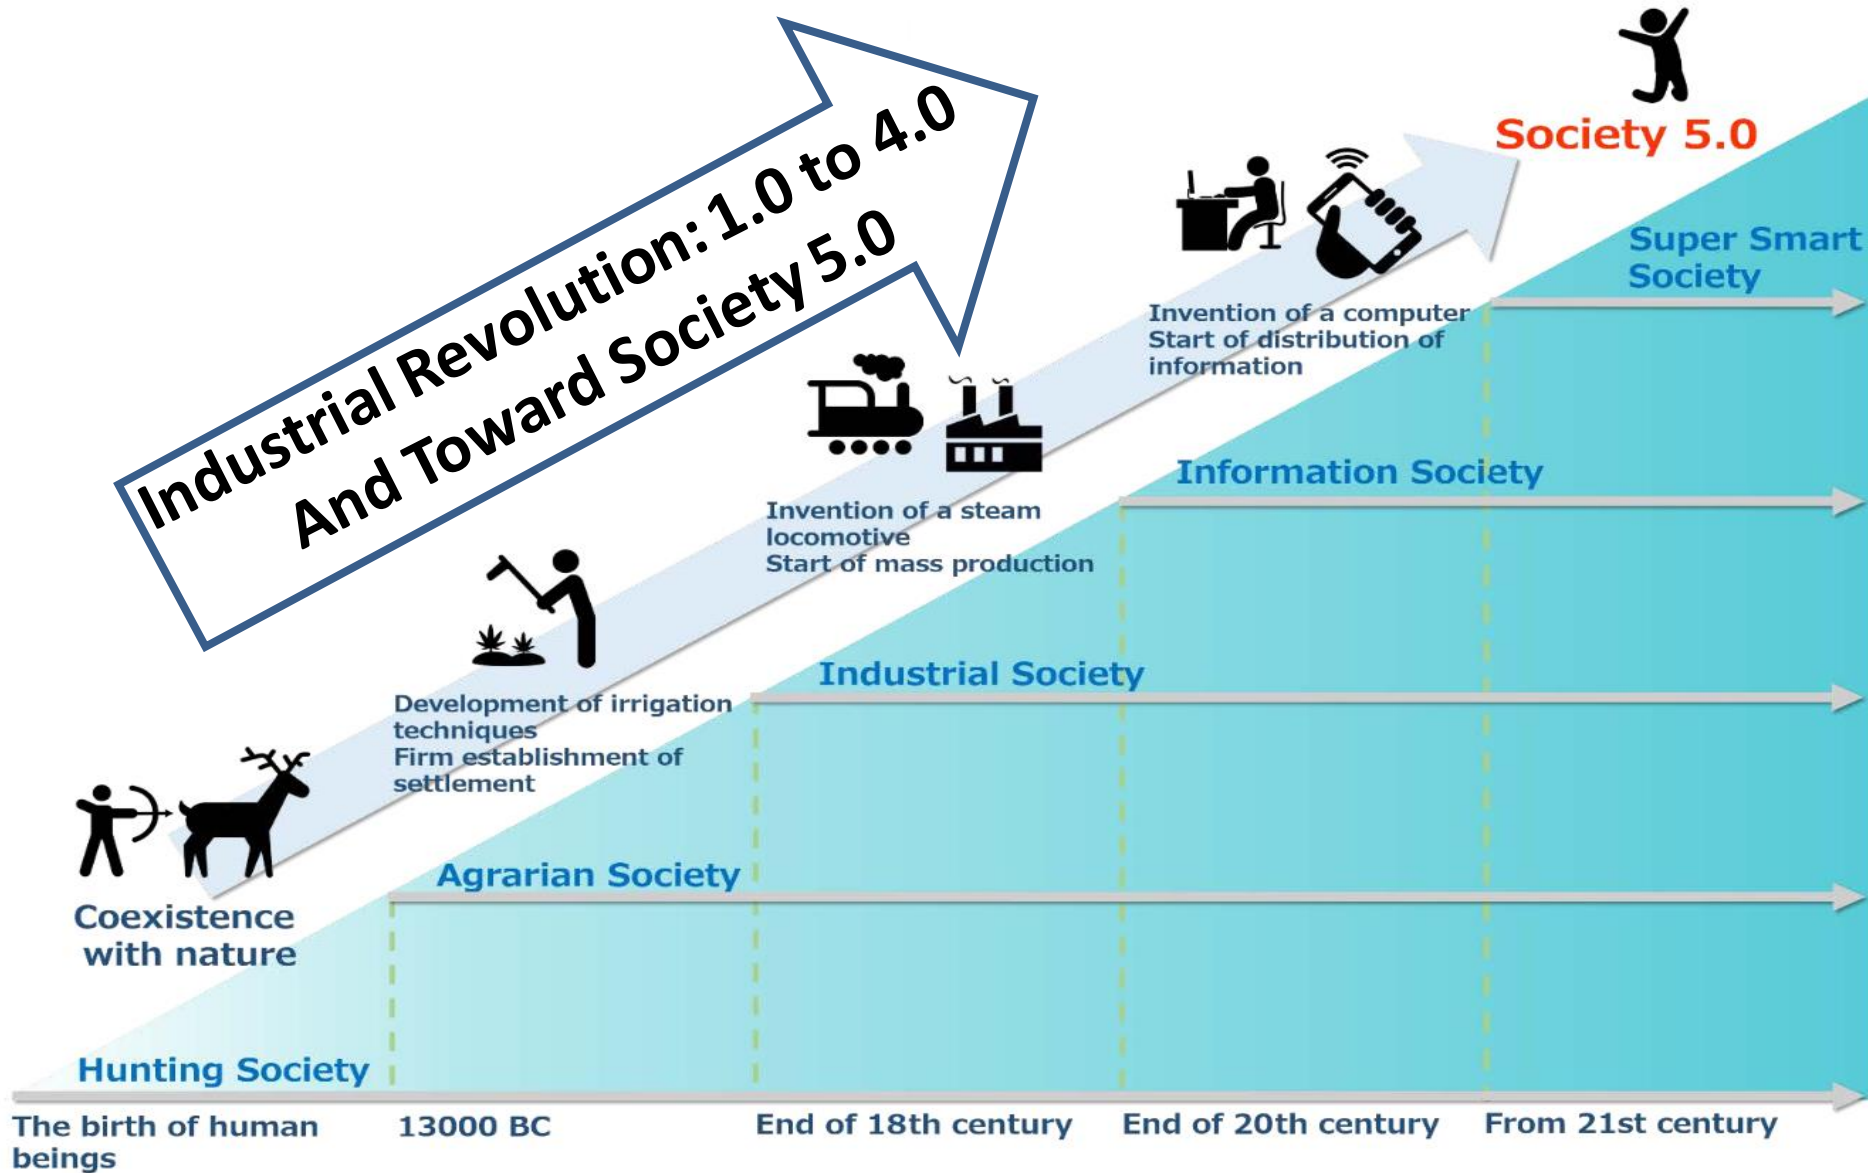 Industrial Revolution: 1.0 to 4.0
And Toward Society 5.0
Society 5.0
Super Smart
Society
Invention of a computer
Start of distribution of
information
Information Society
Invention of a steam
locomotive
Start of mass production
Industrial Society
Development of irrigation
techniques
Firm establishment of
settlement
Agrarian Society
Coexistence
with nature
Hunting Society
The birth of human
beings
13000 BC
End of 18th century
End of 20th century
From 21st century